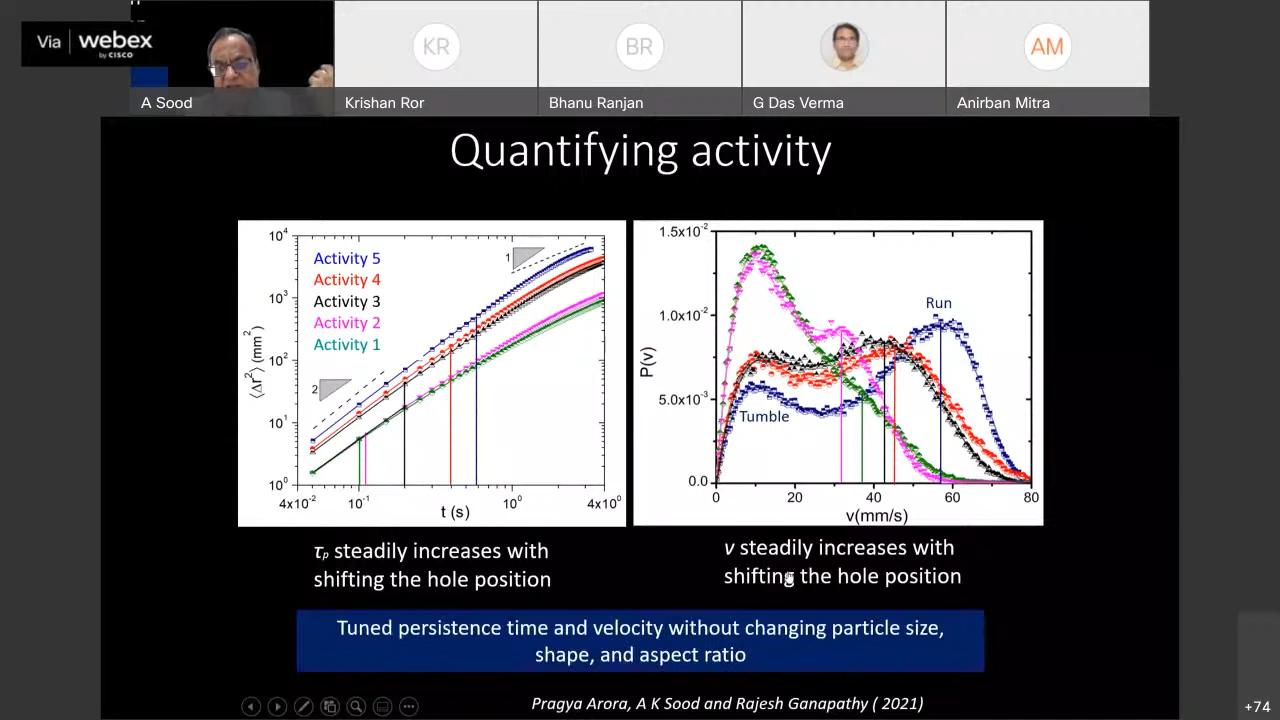 Via webex
by CISCO
KR
BR
AM
A Sood
Krishan Ror
Bhanu Ranjan
G Das Verma
Anirban Mitra
Quantifying activity
10⁴
10³
10²
10¹
10⁰
⟨Δr²⟩ (mm²)
Activity 5
Activity 4
Activity 3
Activity 2
Activity 1
1
2
4x10⁻² 10⁻¹ 10⁰ 4x10⁰
t (s)
1.5x10⁻²
1.0x10⁻²
5.0x10⁻³
0.0
P(v)
Run
Tumble
0 20 40 60 80
v(mm/s)
τp steadily increases with
shifting the hole position
v steadily increases with
shifting the hole position
Tuned persistence time and velocity without changing particle size,
shape, and aspect ratio
Pragya Arora, A K Sood and Rajesh Ganapathy ( 2021)
+74